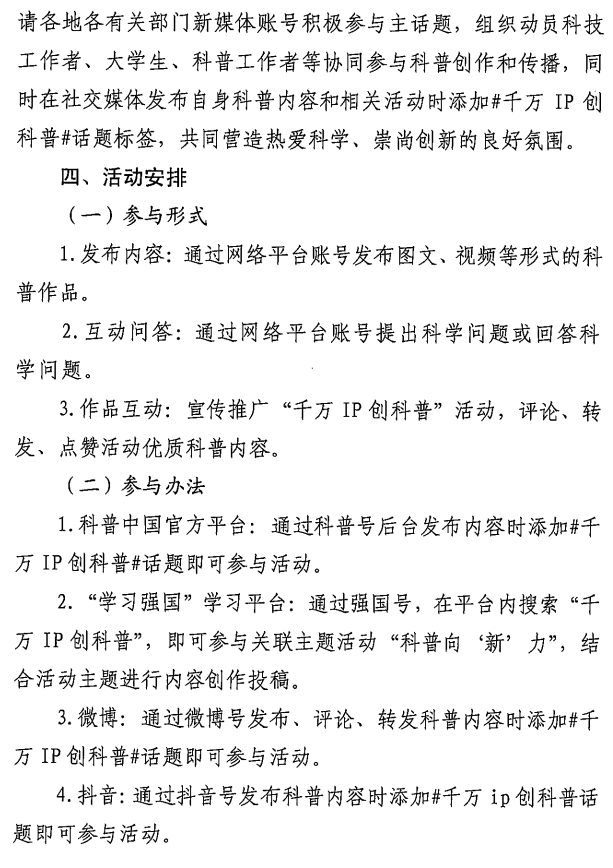 请各地各有关部门新媒体账号积极参与主话题，组织动员科技
工作者、大学生、科普工作者等协同参与科普创作和传播，同
时在社交媒体发布自身科普内容和相关活动时添加#千万 IP 创
科普#话题标签，共同营造热爱科学、崇尚创新的良好氛围。
四、活动安排
（一）参与形式
1.发布内容：通过网络平台账号发布图文、视频等形式的科
普作品。
2.互动问答：通过网络平台账号提出科学问题或回答科
学问题。
3.作品互动：宣传推广“千万 IP 创科普”活动，评论、转
发、点赞活动优质科普内容。
（二）参与办法
1.科普中国官方平台：通过科普号后台发布内容时添加#千
万 IP 创科普#话题即可参与活动。
2.“学习强国”学习平台：通过强国号，在平台内搜索“千
万 IP 创科普”，即可参与关联主题活动“科普向‘新’力”，结
合活动主题进行内容创作投稿。
3.微博：通过微博号发布、评论、转发科普内容时添加#千
万 IP 创科普#话题即可参与活动。
4.抖音：通过抖音号发布科普内容时添加#千万 ip 创科普话
题即可参与活动。